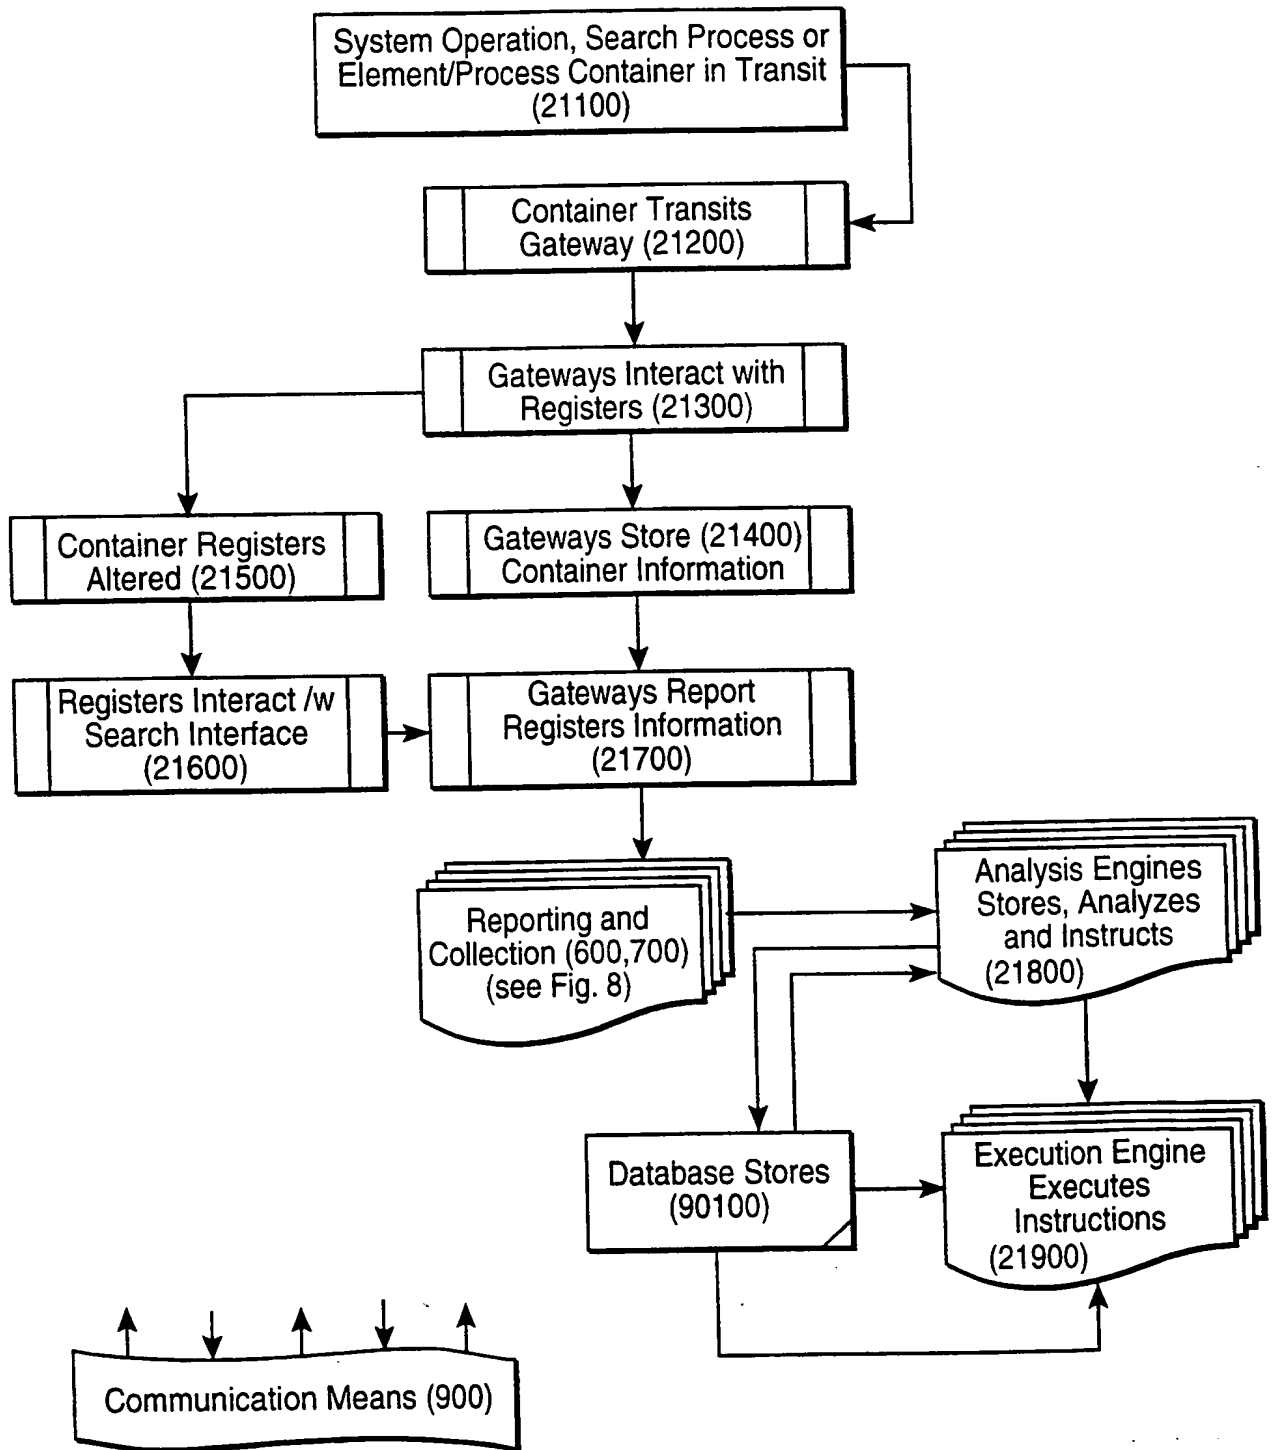 System Operation, Search Process or
Element/Process Container in Transit
(21100)
Container Transits
Gateway (21200)
Gateways Interact with
Registers (21300)
Container Registers
Altered (21500)
Gateways Store (21400)
Container Information
Registers Interact /w
Search Interface
(21600)
Gateways Report
Registers Information
(21700)
Reporting and
Collection (600,700)
(see Fig. 8)
Analysis Engines
Stores, Analyzes
and Instructs
(21800)
Database Stores
(90100)
Execution Engine
Executes
Instructions
(21900)
Communication Means (900)